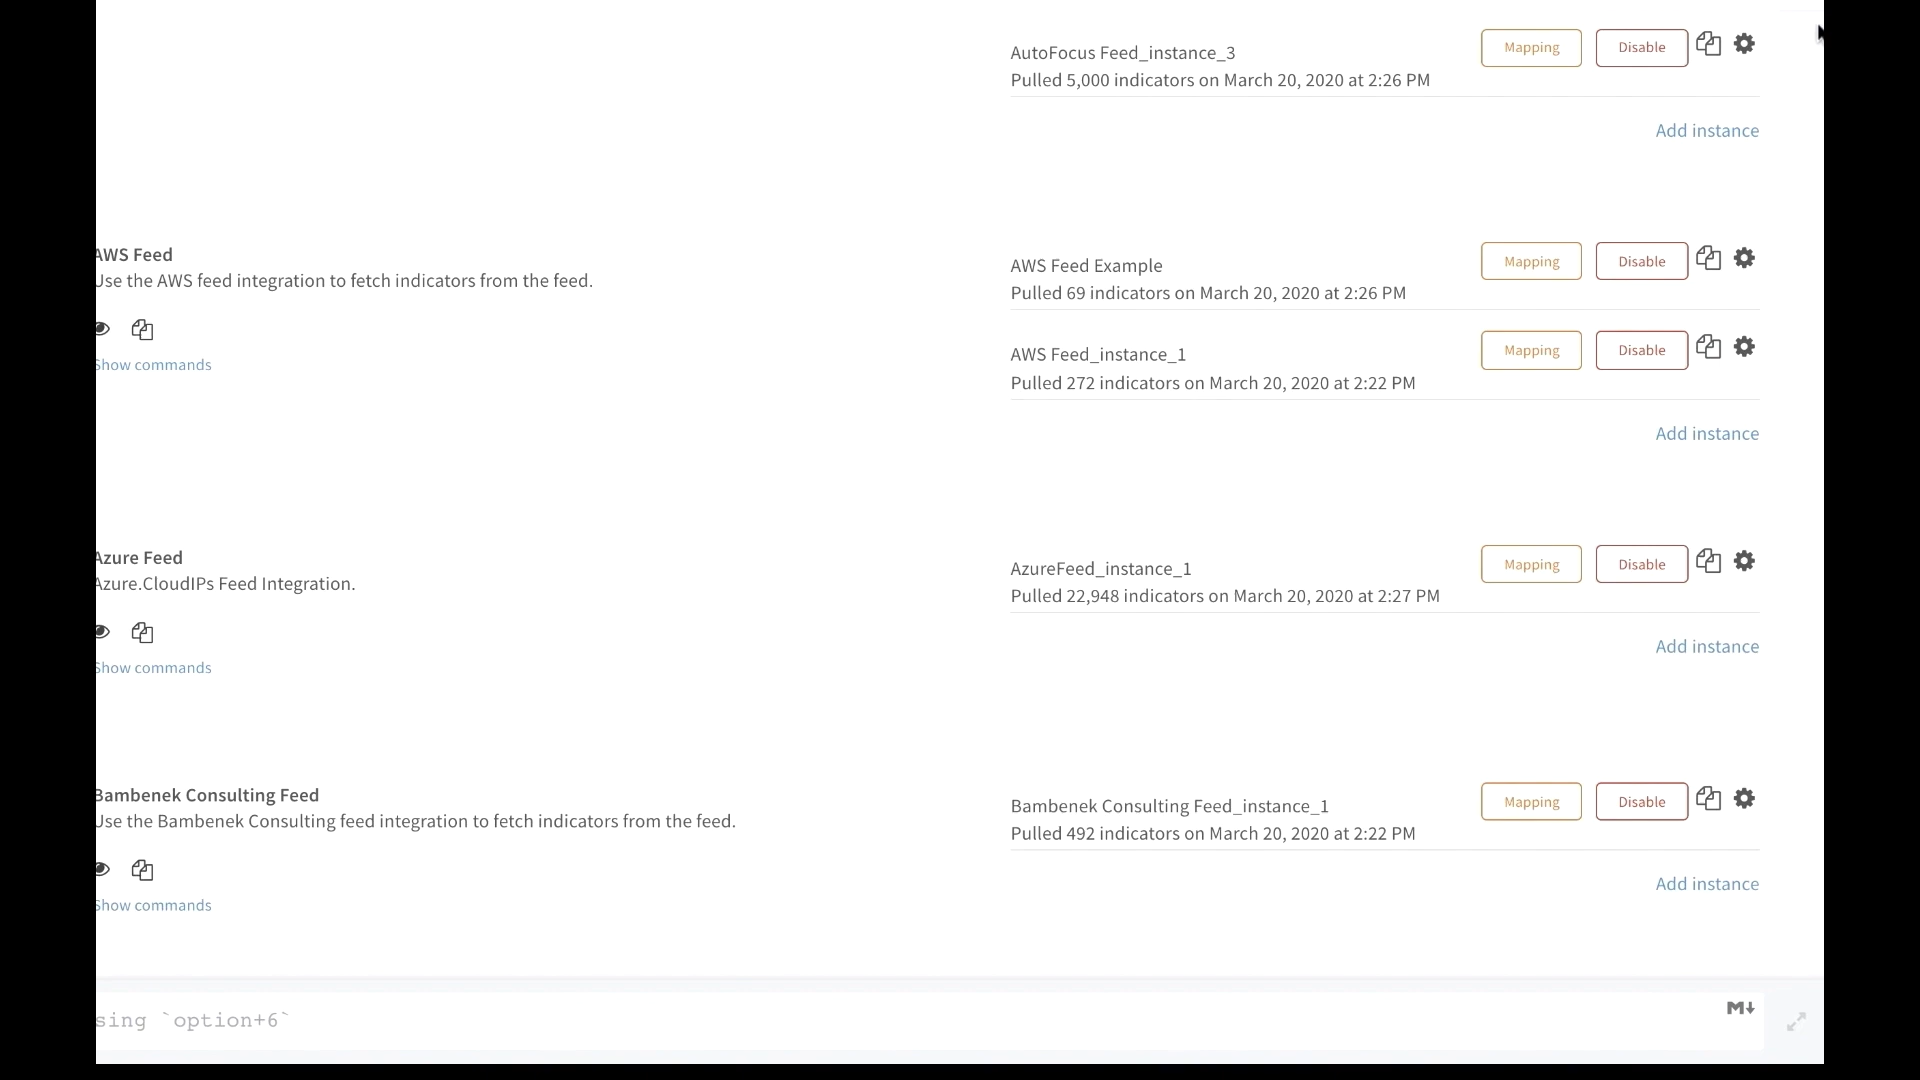 AutoFocus Feed_instance_3
Mapping
Disable
Pulled 5,000 indicators on March 20, 2020 at 2:26 PM
Add instance
AWS Feed
Use the AWS feed integration to fetch indicators from the feed.
Show commands
AWS Feed Example
Mapping
Disable
Pulled 69 indicators on March 20, 2020 at 2:26 PM
AWS Feed_instance_1
Mapping
Disable
Pulled 272 indicators on March 20, 2020 at 2:22 PM
Add instance
Azure Feed
Azure.CloudIPs Feed Integration.
Show commands
AzureFeed_instance_1
Mapping
Disable
Pulled 22,948 indicators on March 20, 2020 at 2:27 PM
Add instance
Bambenek Consulting Feed
Use the Bambenek Consulting feed integration to fetch indicators from the feed.
Show commands
Bambenek Consulting Feed_instance_1
Mapping
Disable
Pulled 492 indicators on March 20, 2020 at 2:22 PM
Add instance
sing `option+6`
M